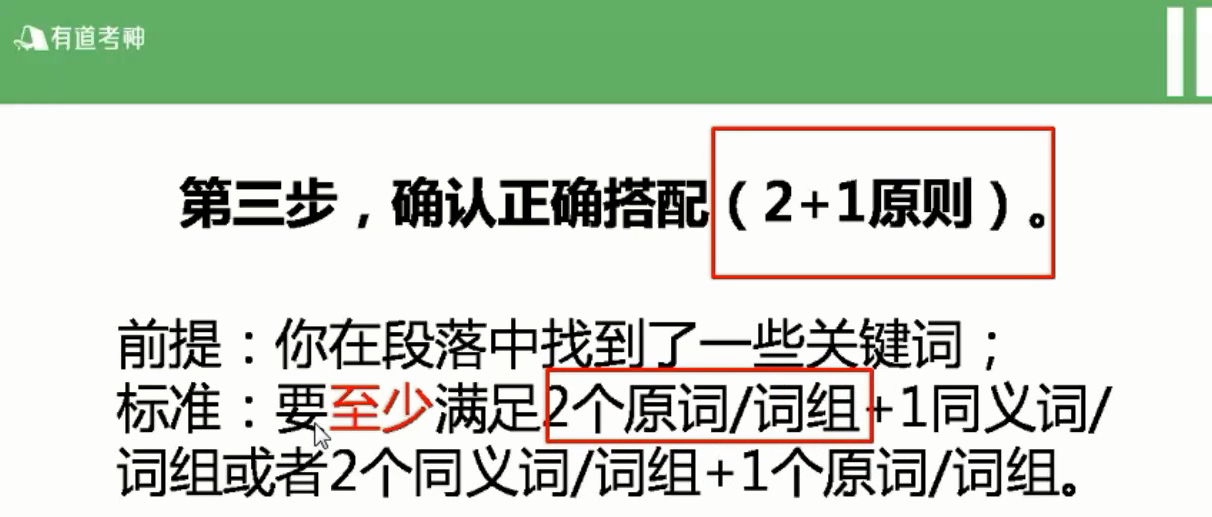 有道考神
第三步，确认正确搭配（2+1原则）。
前提：你在段落中找到了一些关键词；
标准：要至少满足2个原词/词组+1同义词/
词组或者2个同义词/词组+1个原词/词组。